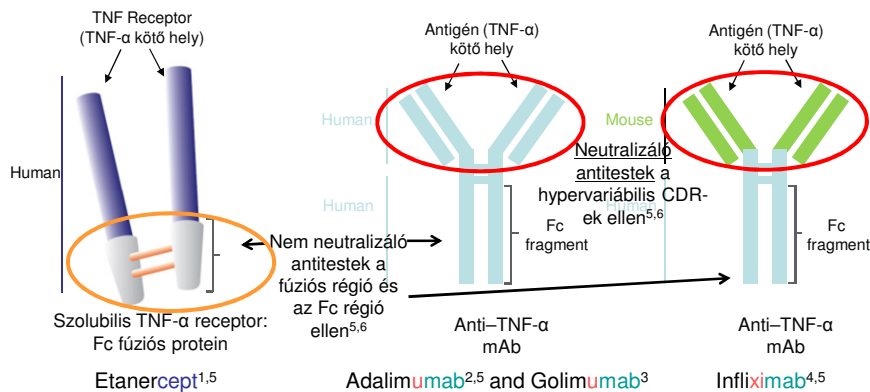 TNF Receptor
(TNF-α kötő hely)
Human
Szolubilis TNF-α receptor:
Fc fúziós protein
Etanercept1,5
Nem neutralizáló
antitestek a
fúziós régió és
az Fc régió
ellen5,6
Antigén (TNF-α)
kötő hely
Human
Human
Fc
fragment
Anti–TNF-α
mAb
Adalimumab2,5 and Golimumab3
Neutralizáló
antitestek a
hypervariábilis CDR-
ek ellen5,6
Antigén (TNF-α)
kötő hely
Mouse
Human
Fc
fragment
Anti–TNF-α
mAb
Infliximab4,5